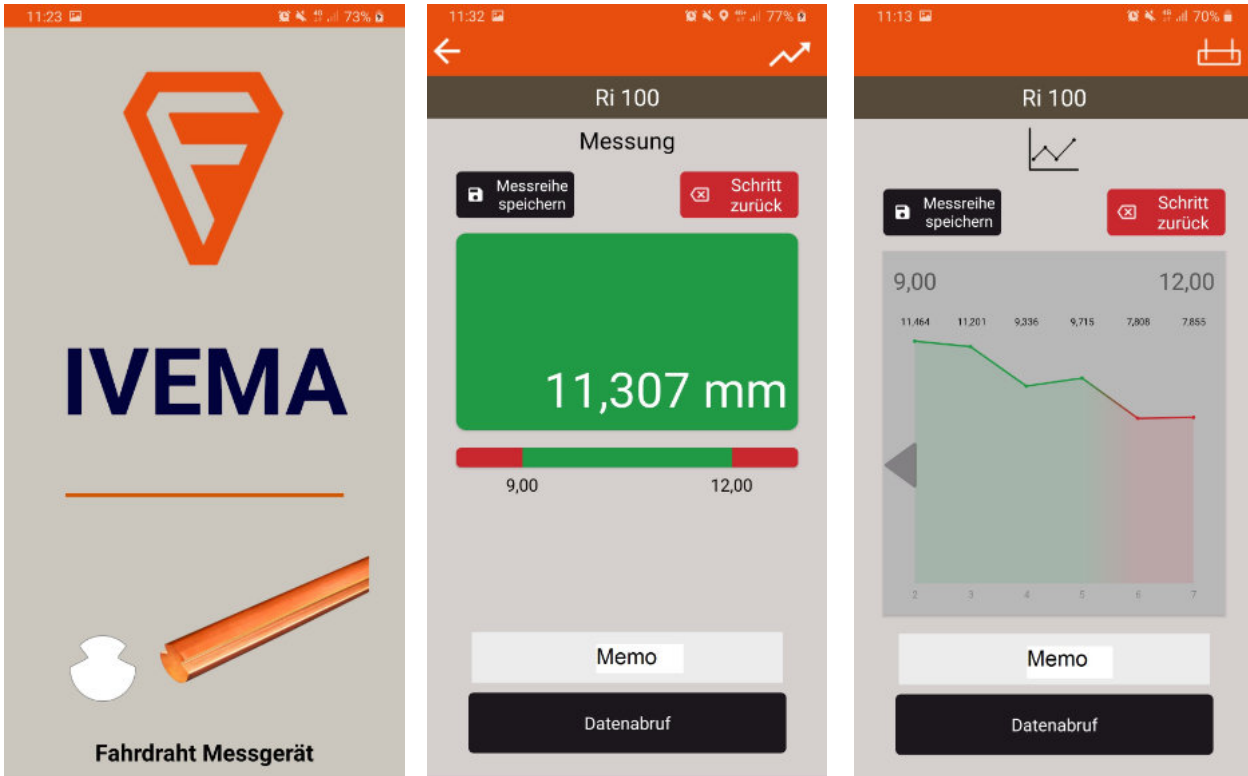 11:23
73%
IVEMA
Fahrdraht Messgerät
11:32
77%
Ri 100
Messung
Messreihe
speichern
Schritt
zurück
11,307 mm
9,00 12,00
Memo
Datenabruf
11:13
70%
Ri 100
Messreihe
speichern
Schritt
zurück
9,00 12,00
11,464 11,201 9,336 9,715 7,808 7,855
2 3 4 5 6 7
Memo
Datenabruf